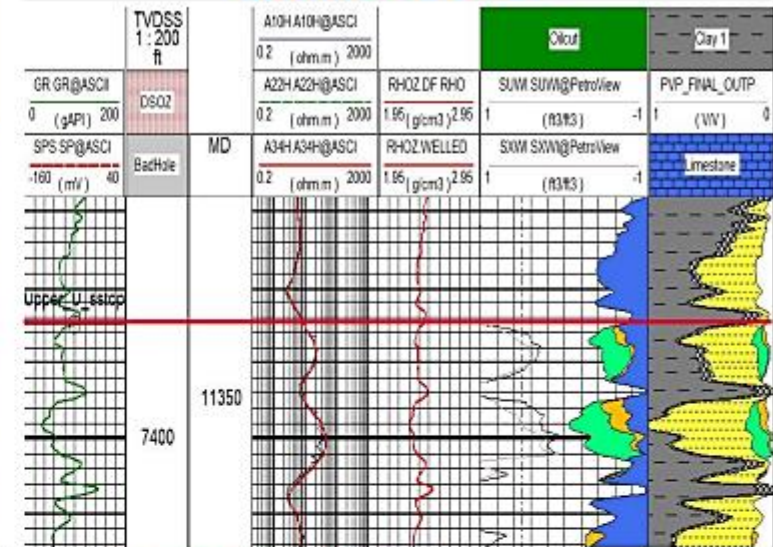 TVDSS
1 : 200
ft
A10H A10H@ASCI
0.2 (ohm.m) 2000
Oilcut
Clay 1
GR GR@ASCII
0 (gAPI) 200
DSOZ
A22H A22H@ASCI
0.2 (ohm.m) 2000
RHOZ.DF RHO
1.95 (g/cm3) 2.95
SUWI SUWI@PetroView
1 (ft3/ft3) -1
PVP_FINAL_OUTP
1 (V/V) 0
SPS SP@ASCI
-160 (mV) 40
BadHole
MD
A34H A34H@ASCI
0.2 (ohm.m) 2000
RHOZ.WELLED
1.95 (g/cm3) 2.95
SXWI SXWI@PetroView
1 (ft3/ft3) -1
Limestone
Upper_U_sstop
11350
7400